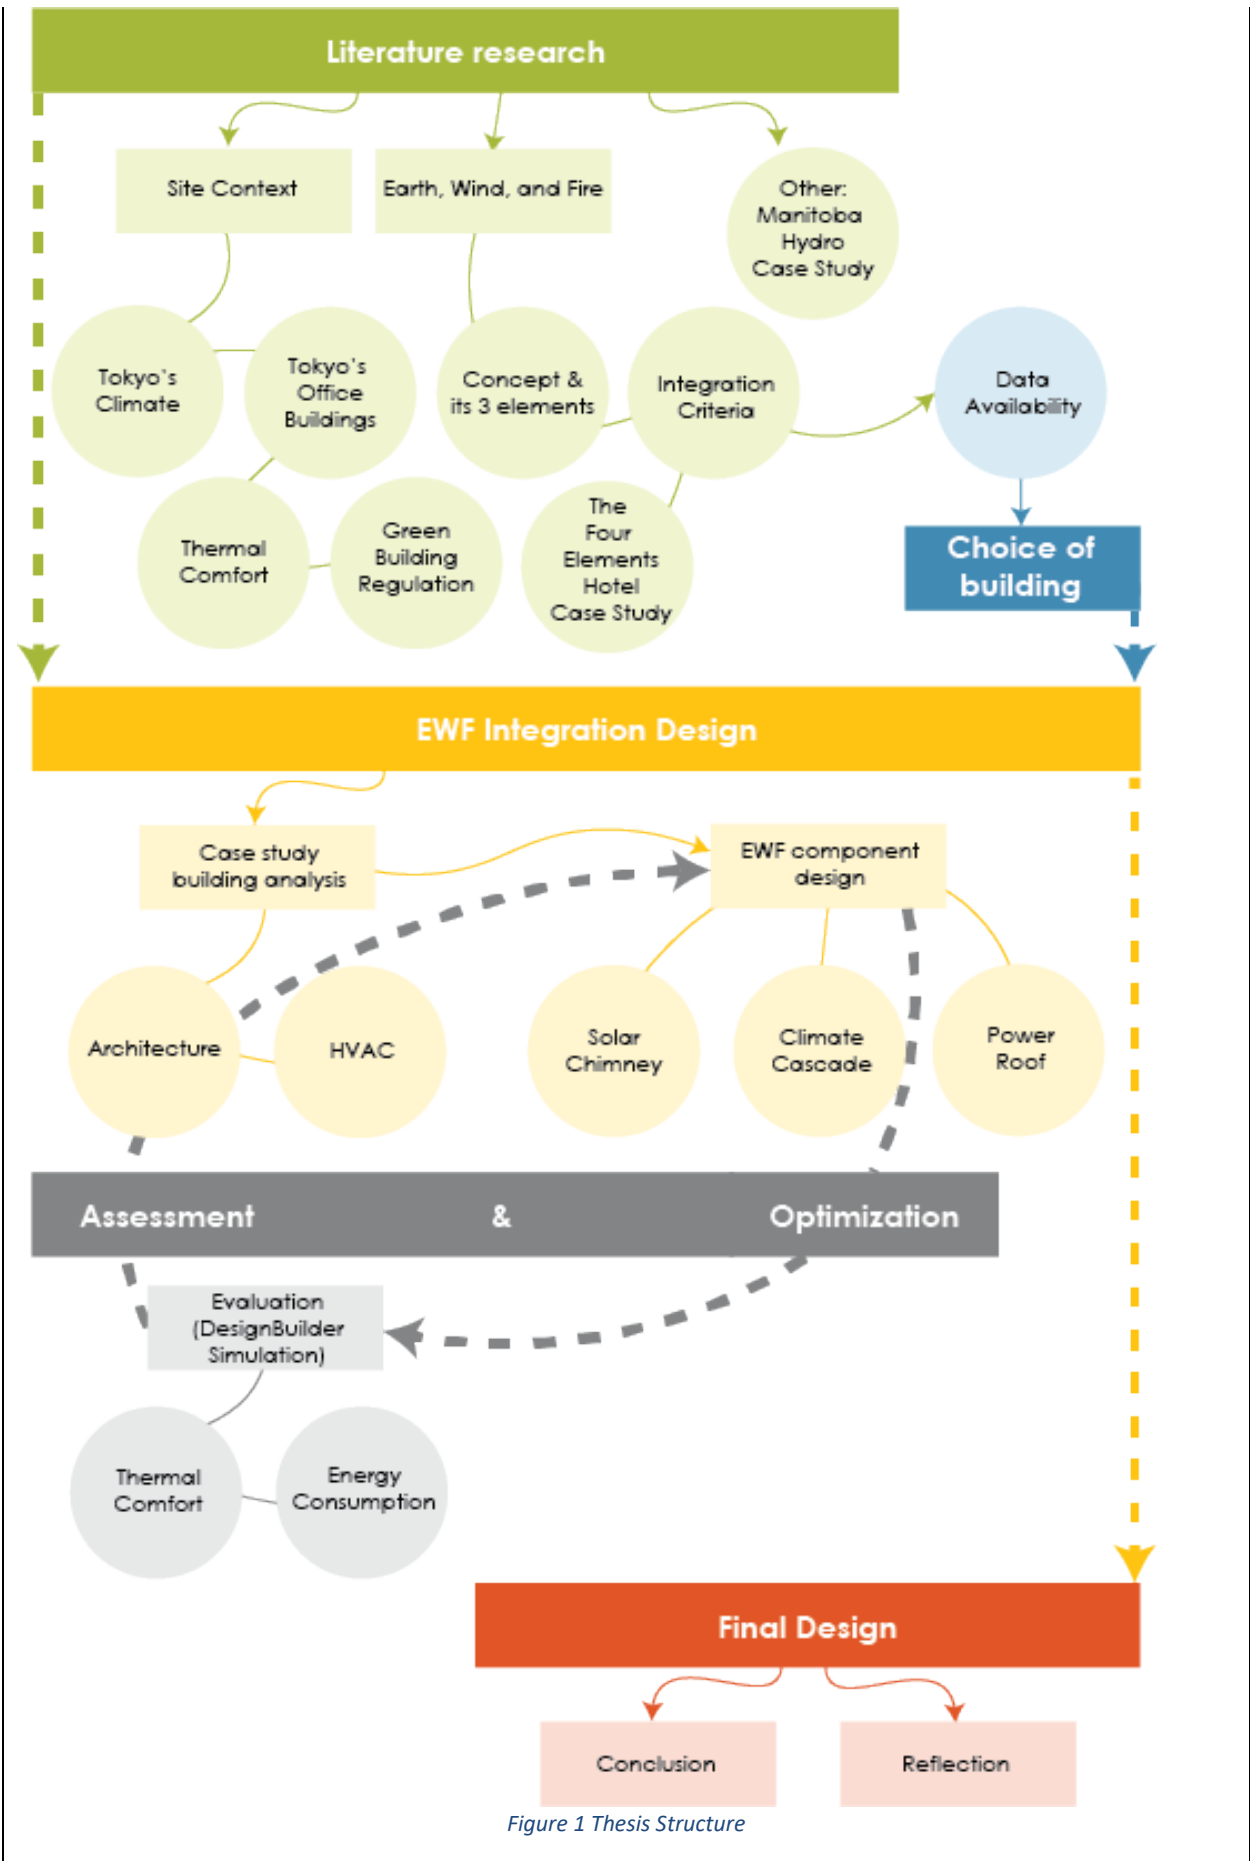 Literature research
Site Context
Earth, Wind, and Fire
Other:
Manitoba
Hydro
Case Study
Tokyo's
Climate
Tokyo's
Office
Buildings
Concept &
its 3 elements
Integration
Criteria
Data
Availability
Thermal
Comfort
Green
Building
Regulation
The
Four
Elements
Hotel
Case Study
Choice of
building
EWF Integration Design
Case study
building analysis
EWF component
design
Architecture
HVAC
Solar
Chimney
Climate
Cascade
Power
Roof
Assessment & Optimization
Evaluation
(DesignBuilder
Simulation)
Thermal
Comfort
Energy
Consumption
Final Design
Conclusion
Reflection
Figure 1 Thesis Structure